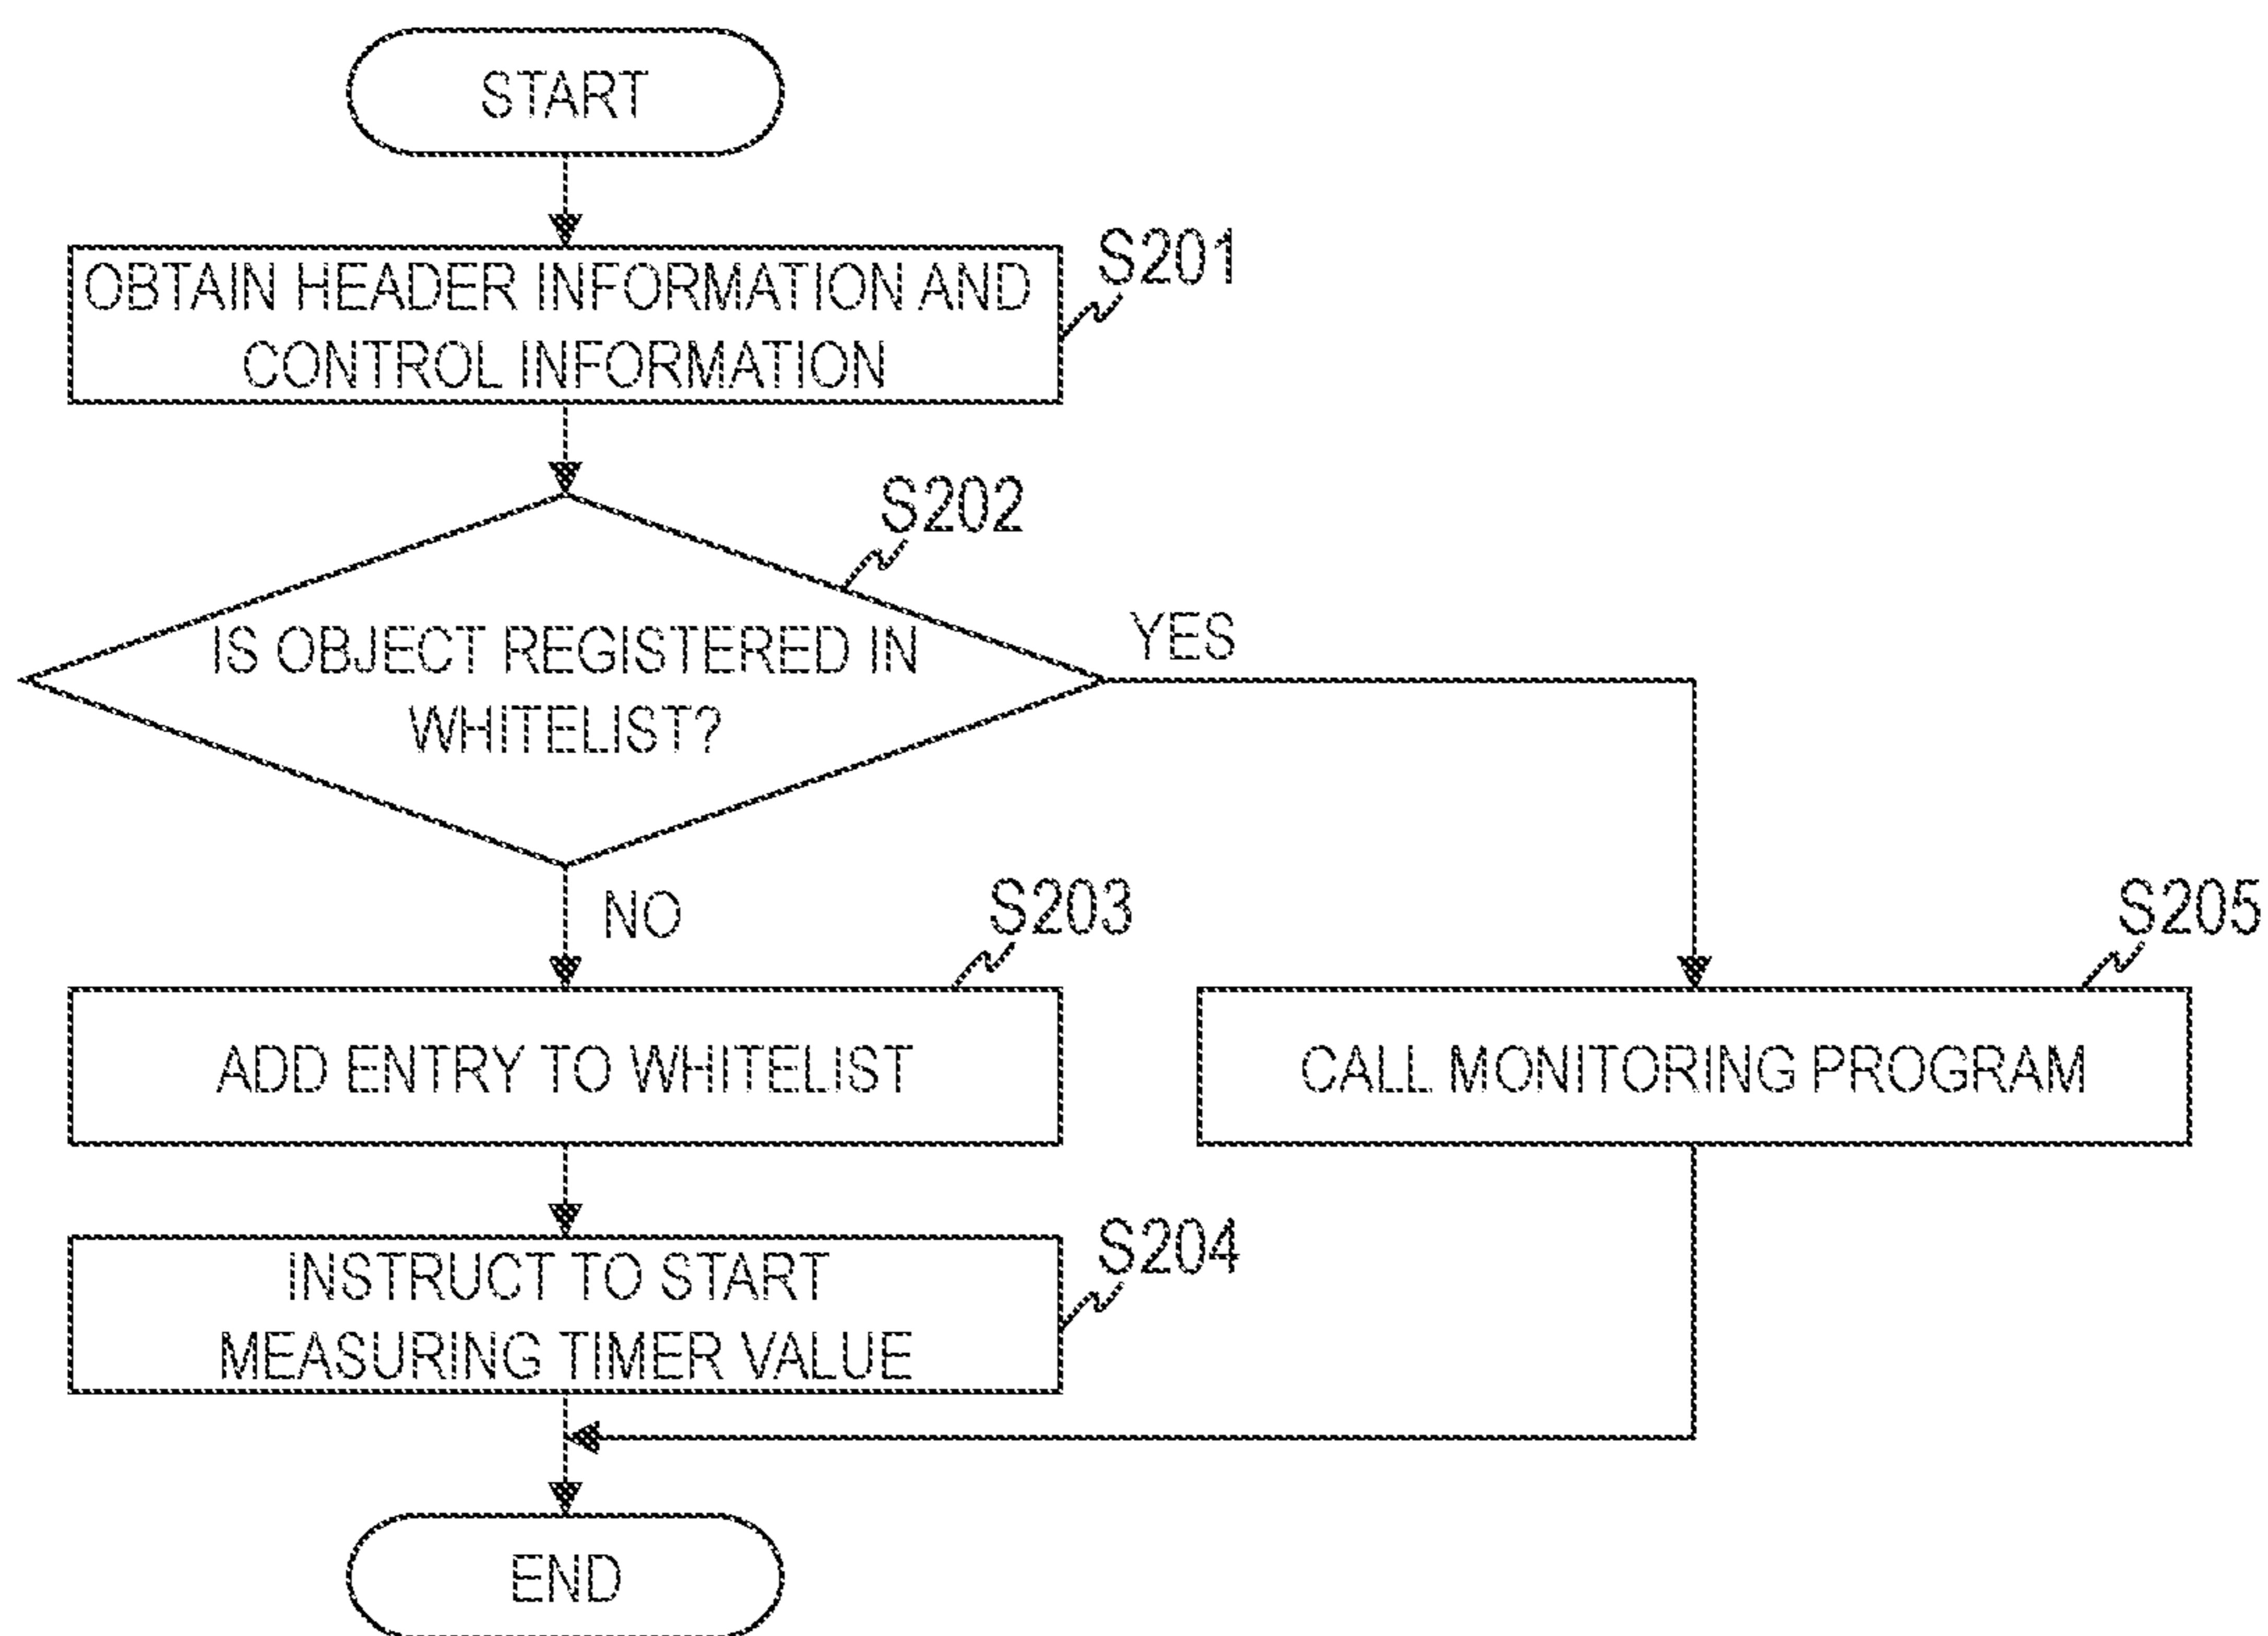 START
S201
OBTAIN HEADER INFORMATION AND
CONTROL INFORMATION
S202
IS OBJECT REGISTERED IN
WHITELIST?
YES
NO
S203
ADD ENTRY TO WHITELIST
S205
CALL MONITORING PROGRAM
S204
INSTRUCT TO START
MEASURING TIMER VALUE
END